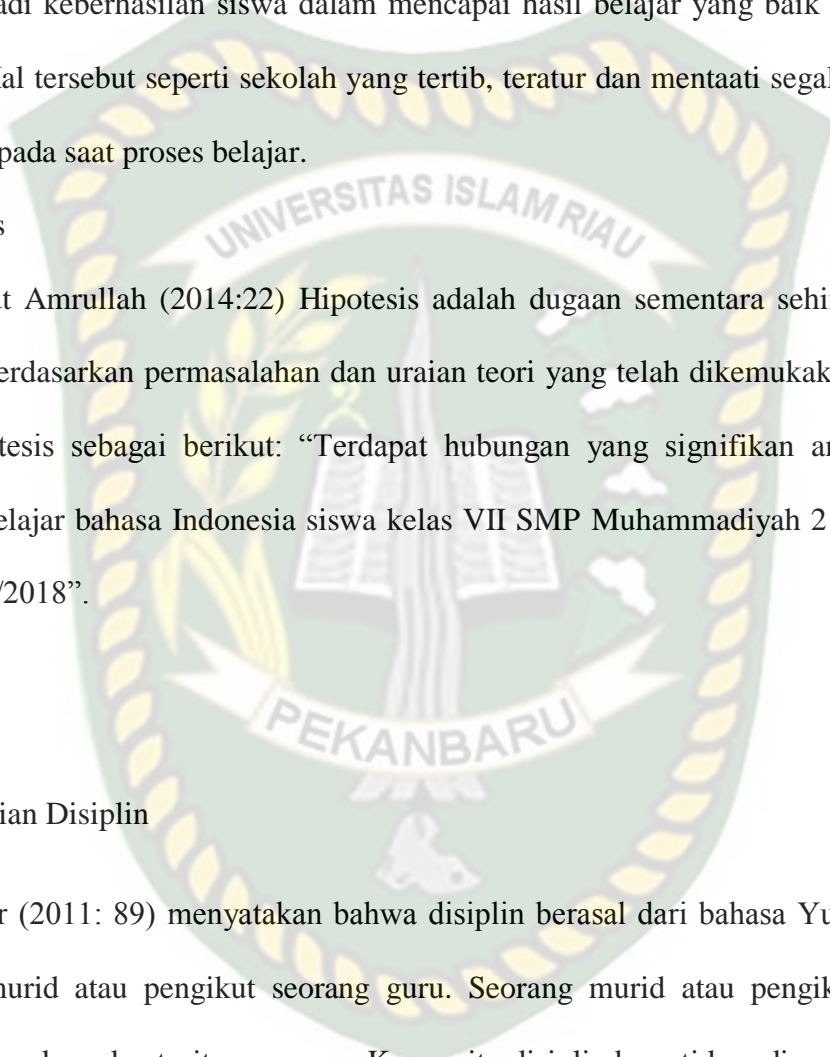 adi keberhasilan siswa dalam mencapai hasil belajar yang baik
al tersebut seperti sekolah yang tertib, teratur dan mentaati segal
pada saat proses belajar.
s
UNIVERSITAS ISLAM RIAU
ut Amrullah (2014:22) Hipotesis adalah dugaan sementara sehi
erdasarkan permasalahan dan uraian teori yang telah dikemukak
tesis sebagai berikut: “Terdapat hubungan yang signifikan a
elajar bahasa Indonesia siswa kelas VII SMP Muhammadiyah 2
/2018”.
PEKANBARU
ian Disiplin
r (2011: 89) menyatakan bahwa disiplin berasal dari bahasa Yu
murid atau pengikut seorang guru. Seorang murid atau pengik